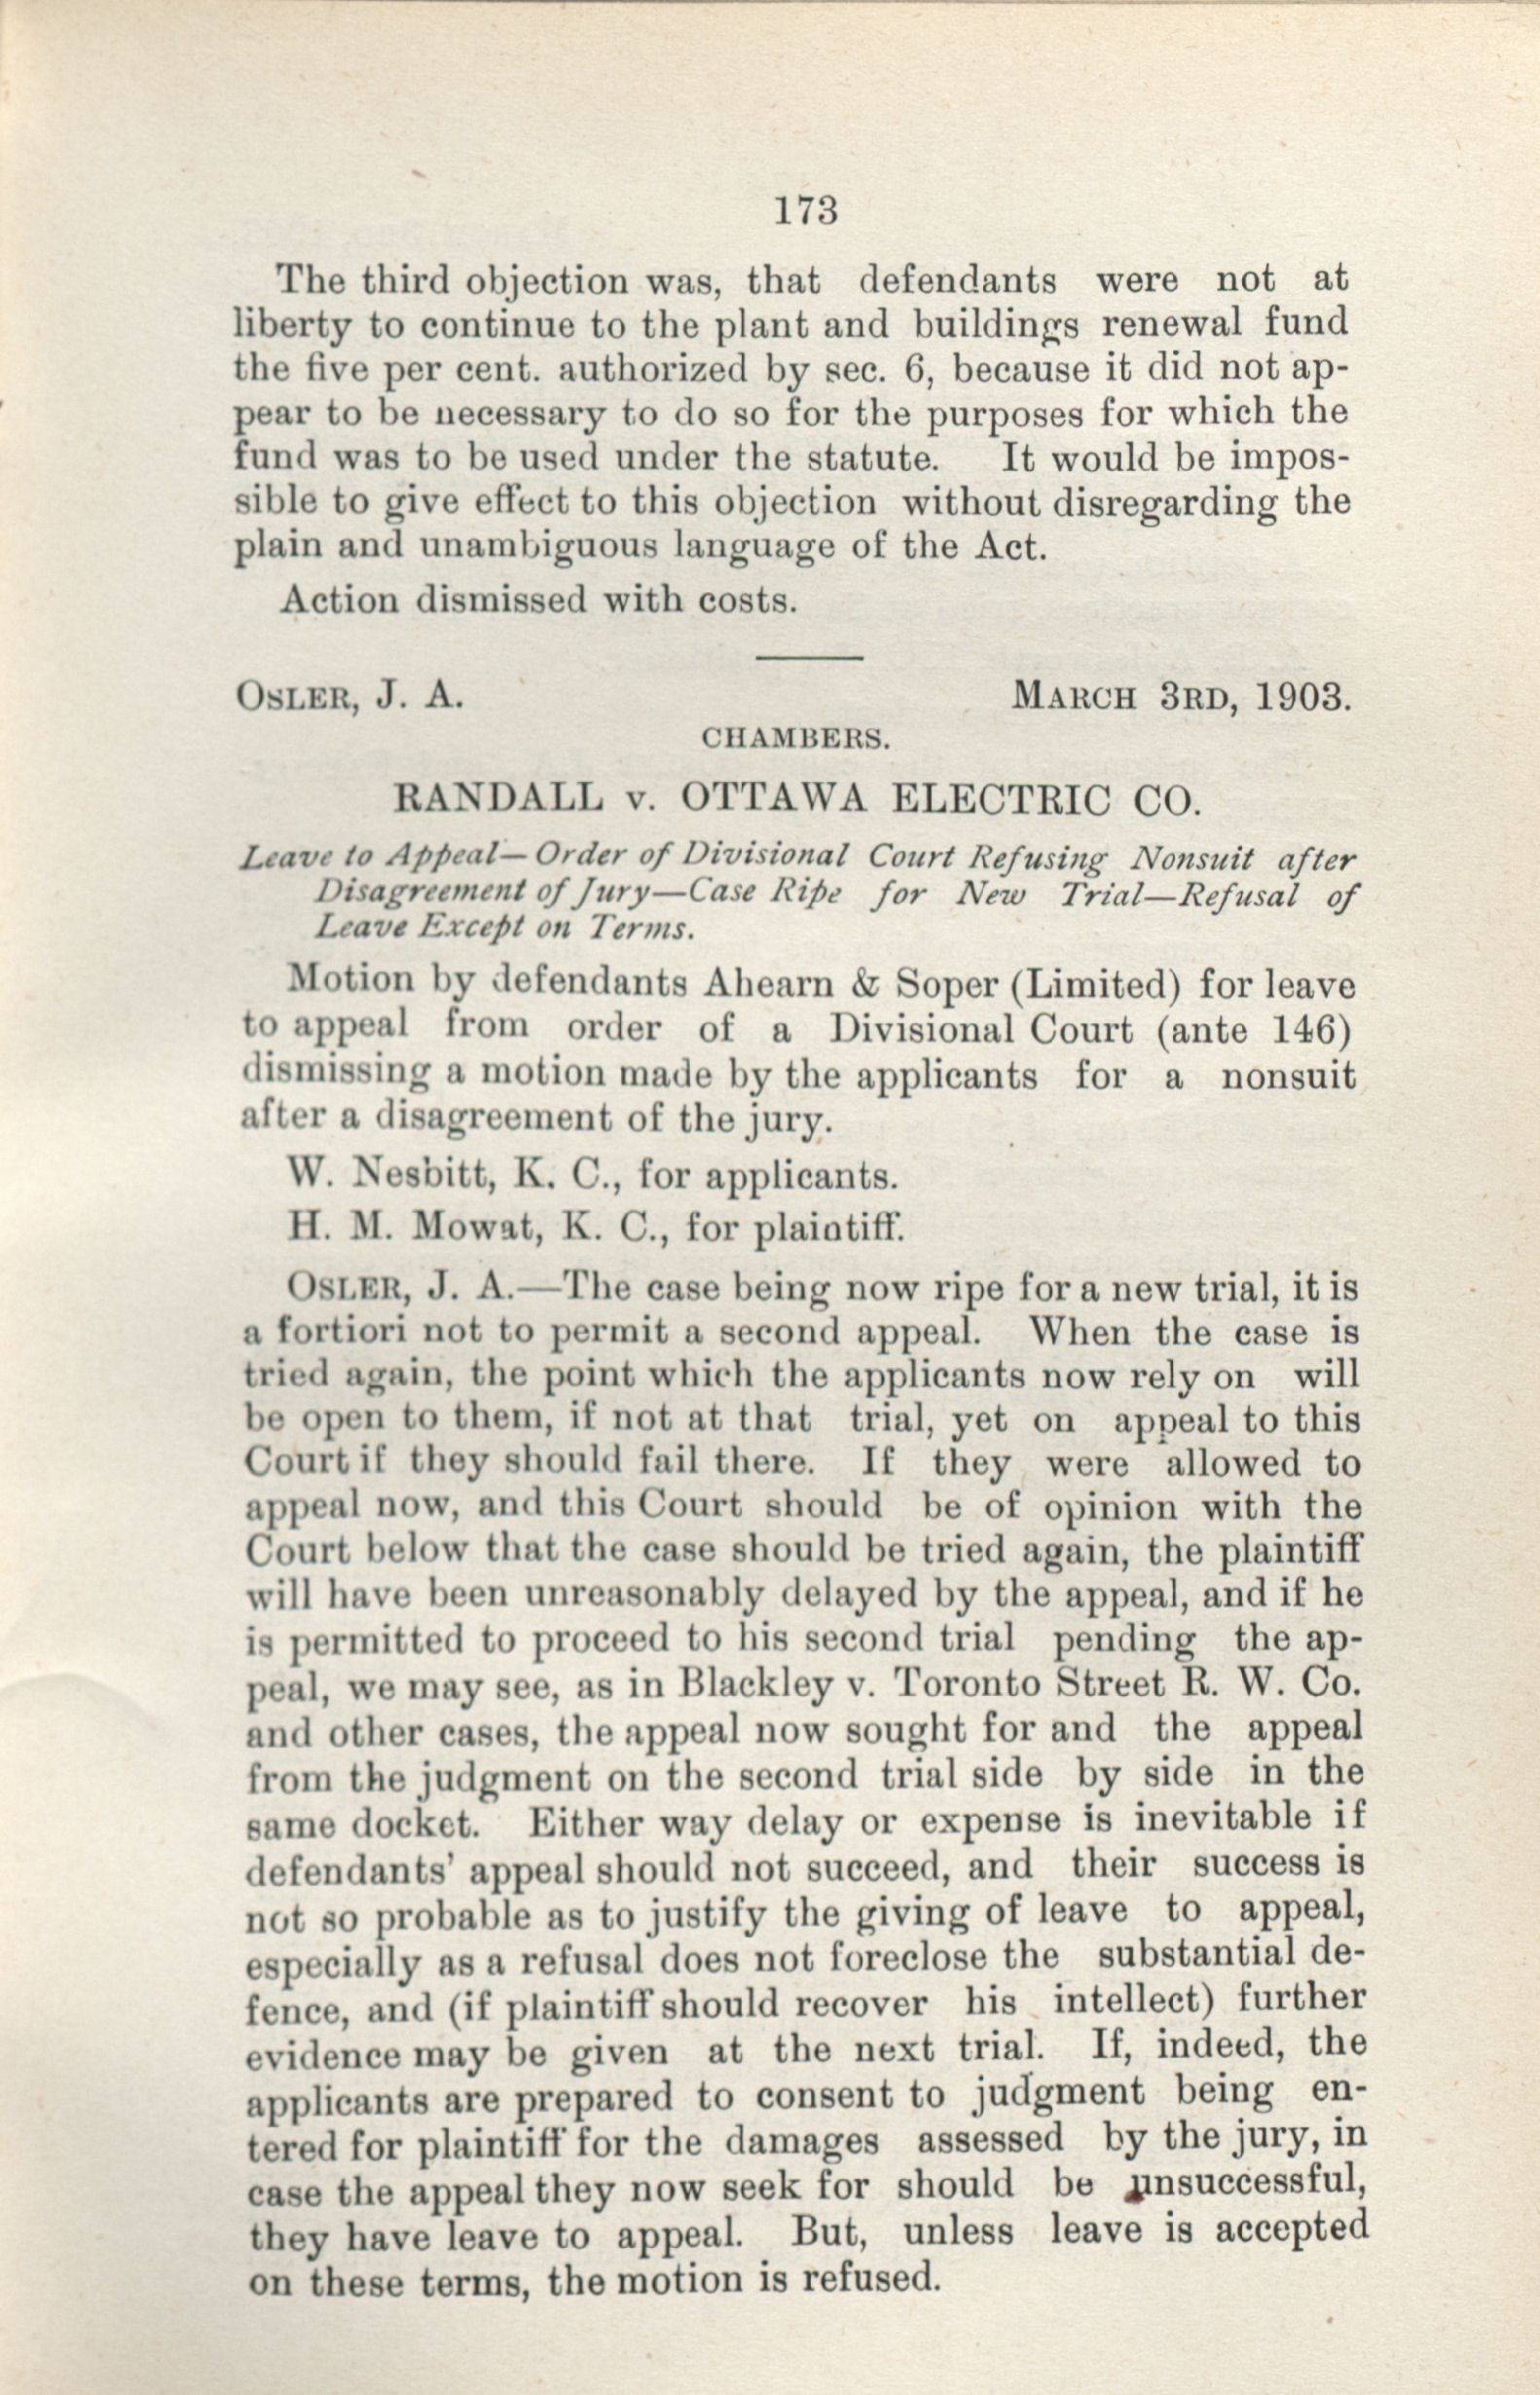 173
The third objection was, that defendants were not at
liberty to continue to the plant and buildings renewal fund
the five per cent. authorized by sec. 6, because it did not ap-
pear to be necessary to do so for the purposes for which the
fund was to be used under the statute. It would be impos-
sible to give effect to this objection without disregarding the
plain and unambiguous language of the Act.
Action dismissed with costs.
OSLER, J. A. MARCH 3RD, 1903.
CHAMBERS.
RANDALL v. OTTAWA ELECTRIC CO.
Leave to Appeal—Order of Divisional Court Refusing Nonsuit after
Disagreement of Jury—Case Ripe for New Trial—Refusal of
Leave Except on Terms.
Motion by defendants Ahearn & Soper (Limited) for leave
to appeal from order of a Divisional Court (ante 146)
dismissing a motion made by the applicants for a nonsuit
after a disagreement of the jury.
W. Nesbitt, K. C., for applicants.
H. M. Mowat, K. C., for plaintiff.
OSLER, J. A.—The case being now ripe for a new trial, it is
a fortiori not to permit a second appeal. When the case is
tried again, the point which the applicants now rely on will
be open to them, if not at that trial, yet on appeal to this
Court if they should fail there. If they were allowed to
appeal now, and this Court should be of opinion with the
Court below that the case should be tried again, the plaintiff
will have been unreasonably delayed by the appeal, and if he
is permitted to proceed to his second trial pending the ap-
peal, we may see, as in Blackley v. Toronto Street R. W. Co.
and other cases, the appeal now sought for and the appeal
from the judgment on the second trial side by side in the
same docket. Either way delay or expense is inevitable if
defendants' appeal should not succeed, and their success is
not so probable as to justify the giving of leave to appeal,
especially as a refusal does not foreclose the substantial de-
fence, and (if plaintiff should recover his intellect) further
evidence may be given at the next trial. If, indeed, the
applicants are prepared to consent to judgment being en-
tered for plaintiff for the damages assessed by the jury, in
case the appeal they now seek for should be unsuccessful,
they have leave to appeal. But, unless leave is accepted
on these terms, the motion is refused.